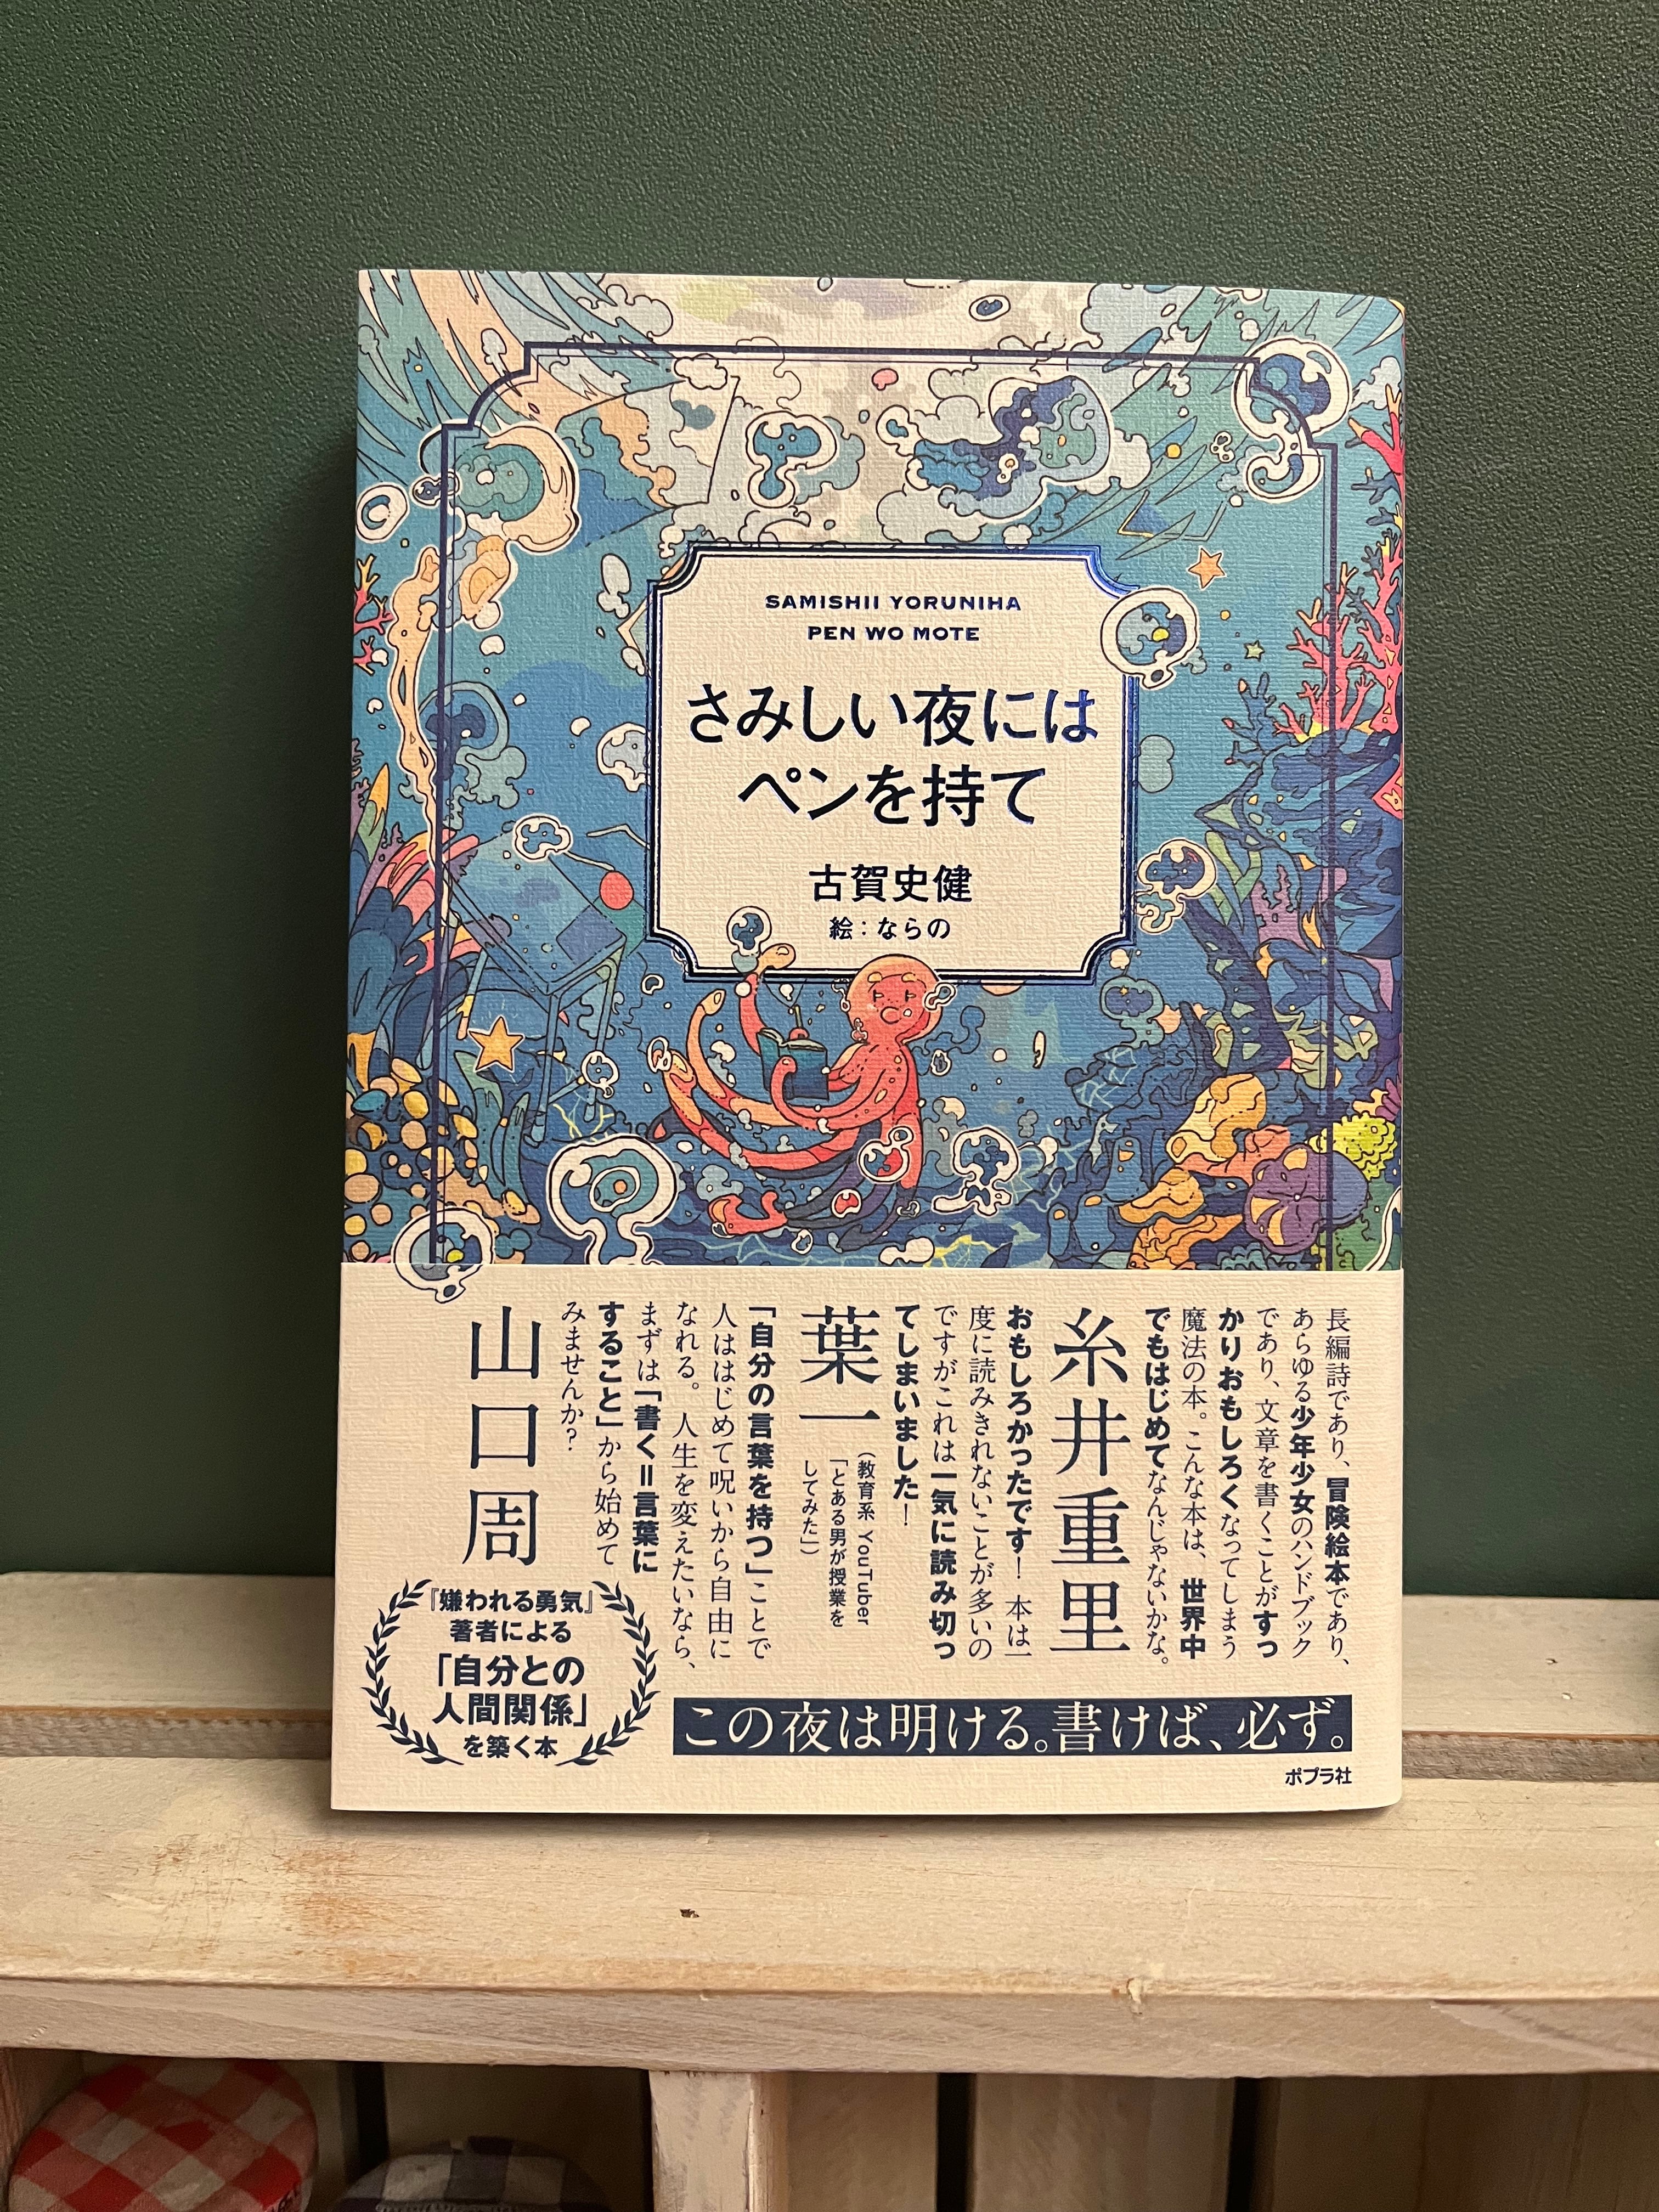 SAMISHII YORUNIHA
PEN WO MOTE
さみしい夜には
ペンを持て
古賀史健
絵：ならの
長編詩であり、冒険絵本であり、
あらゆる少年少女のハンドブック
であり、文章を書くことがすっ
かりおもしろくなってしまう
魔法の本。こんな本は、世界中
でもはじめてなんじゃないかな。
糸井重里
おもしろかったです！ 本は一
度に読みきれないことが多いの
ですがこれは一気に読み切っ
てしまいました！
葉一
（教育系 YouTuber
「とある男が授業を
してみた」）
「自分の言葉を持つ」ことで
人ははじめて呪いから自由に
なれる。人生を変えたいなら、
まずは「書く＝言葉に
すること」から始めて
みませんか？
山口周
『嫌われる勇気』
著者による
「自分との
人間関係」
を築く本
この夜は明ける。書けば、必ず。
ポプラ社